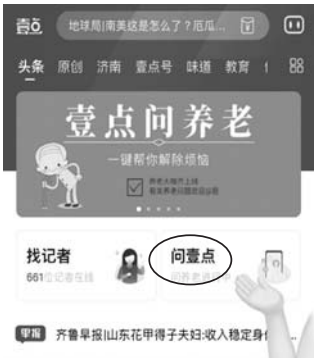 壹点
地球局|南美这是怎么了？厄瓜...
头条 原创 济南 壹点号 味道 教育
壹点问养老
一键帮你解除烦恼
找记者
661位记者在线
问壹点
早报 齐鲁早报|山东花甲得子夫妇:收入稳定身